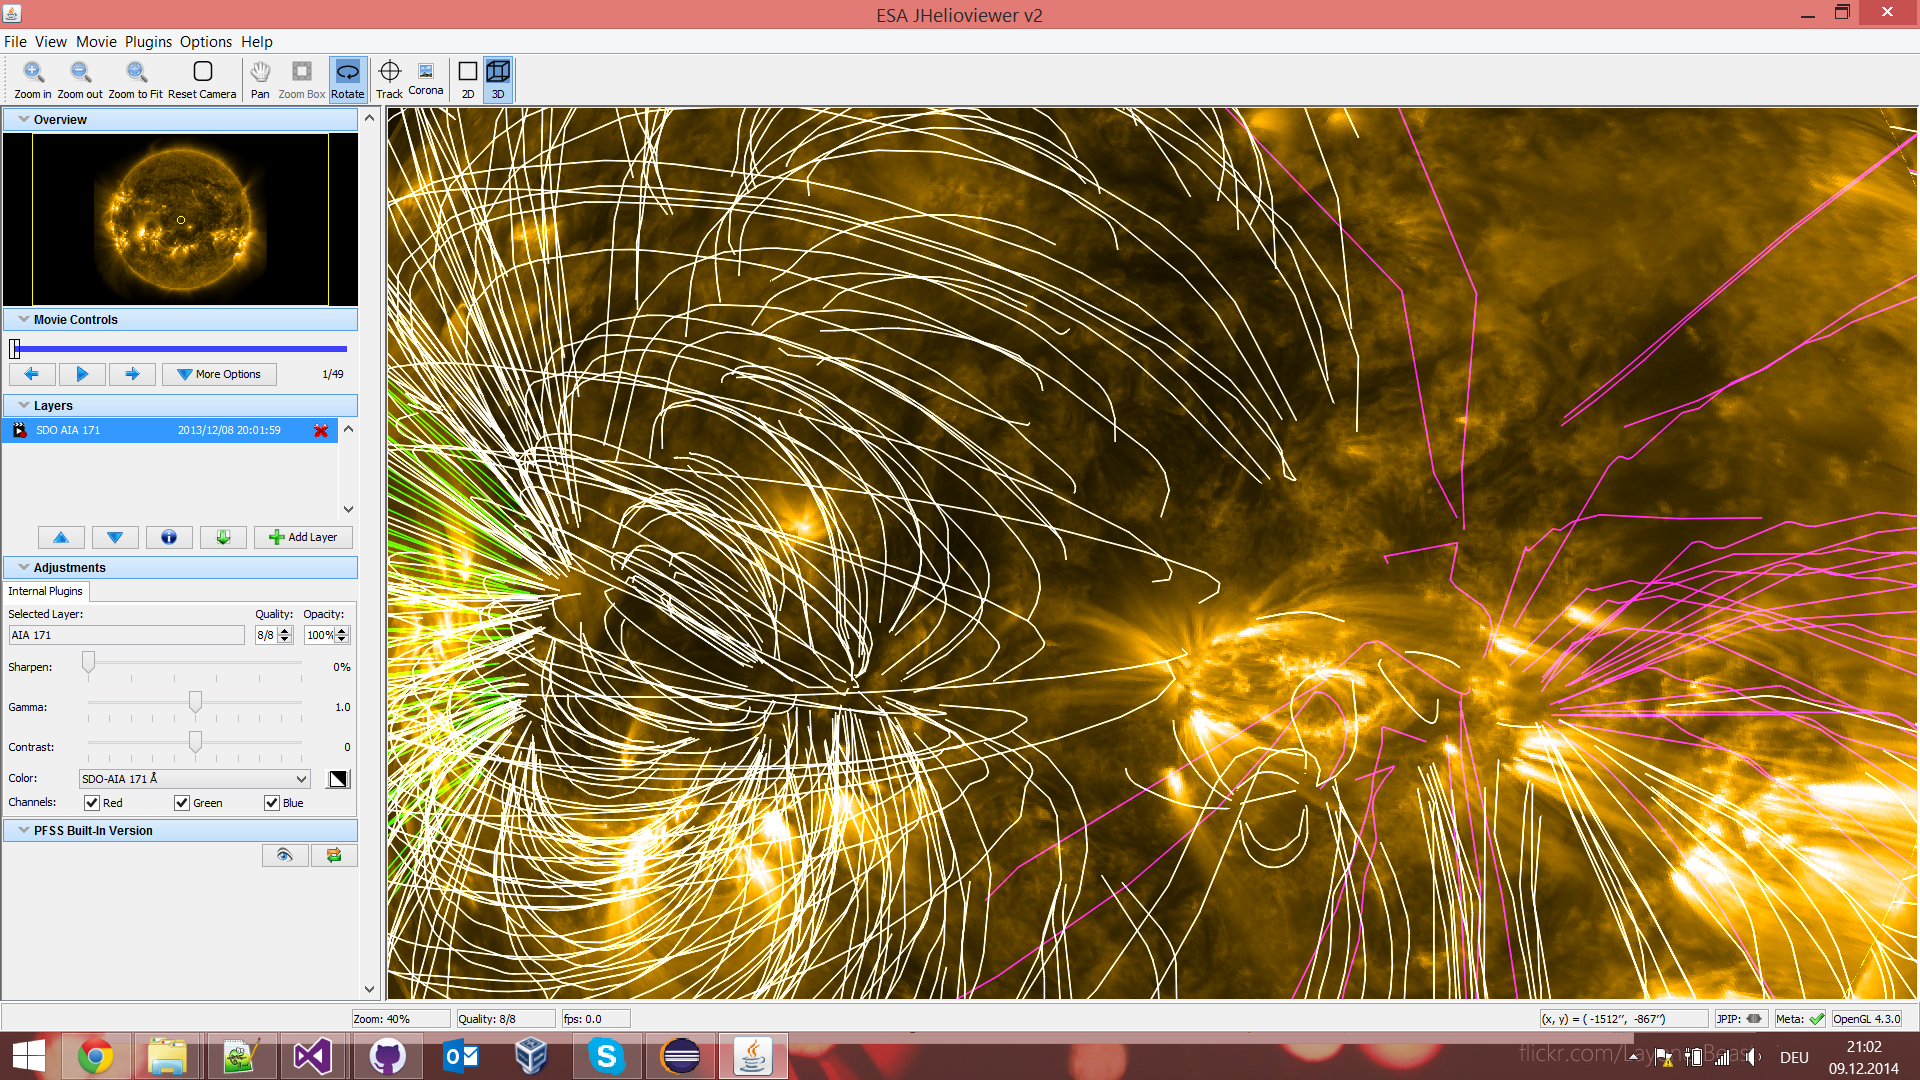 ESA JHelioviewer v2
File View Movie Plugins Options Help
Zoom in Zoom out Zoom to Fit Reset Camera Pan Zoom Box Rotate Track Corona 2D 3D
Overview
Movie Controls
More Options 1/49
Layers
SDO AIA 171 2013/12/08 20:01:59
Add Layer
Adjustments
Internal Plugins
Selected Layer: Quality: Opacity:
AIA 171 8/8 100%
Sharpen: 0%
Gamma: 1.0
Contrast: 0
Color: SDO-AIA 171 Å
Channels: Red Green Blue
PFSS Built-In Version
Zoom: 40% Quality: 8/8 fps: 0.0 (x, y) = ( -1512’’, -867’’) JPIP: Meta: OpenGL 4.3.0
flickr.com/
DEU
21:02
09.12.2014